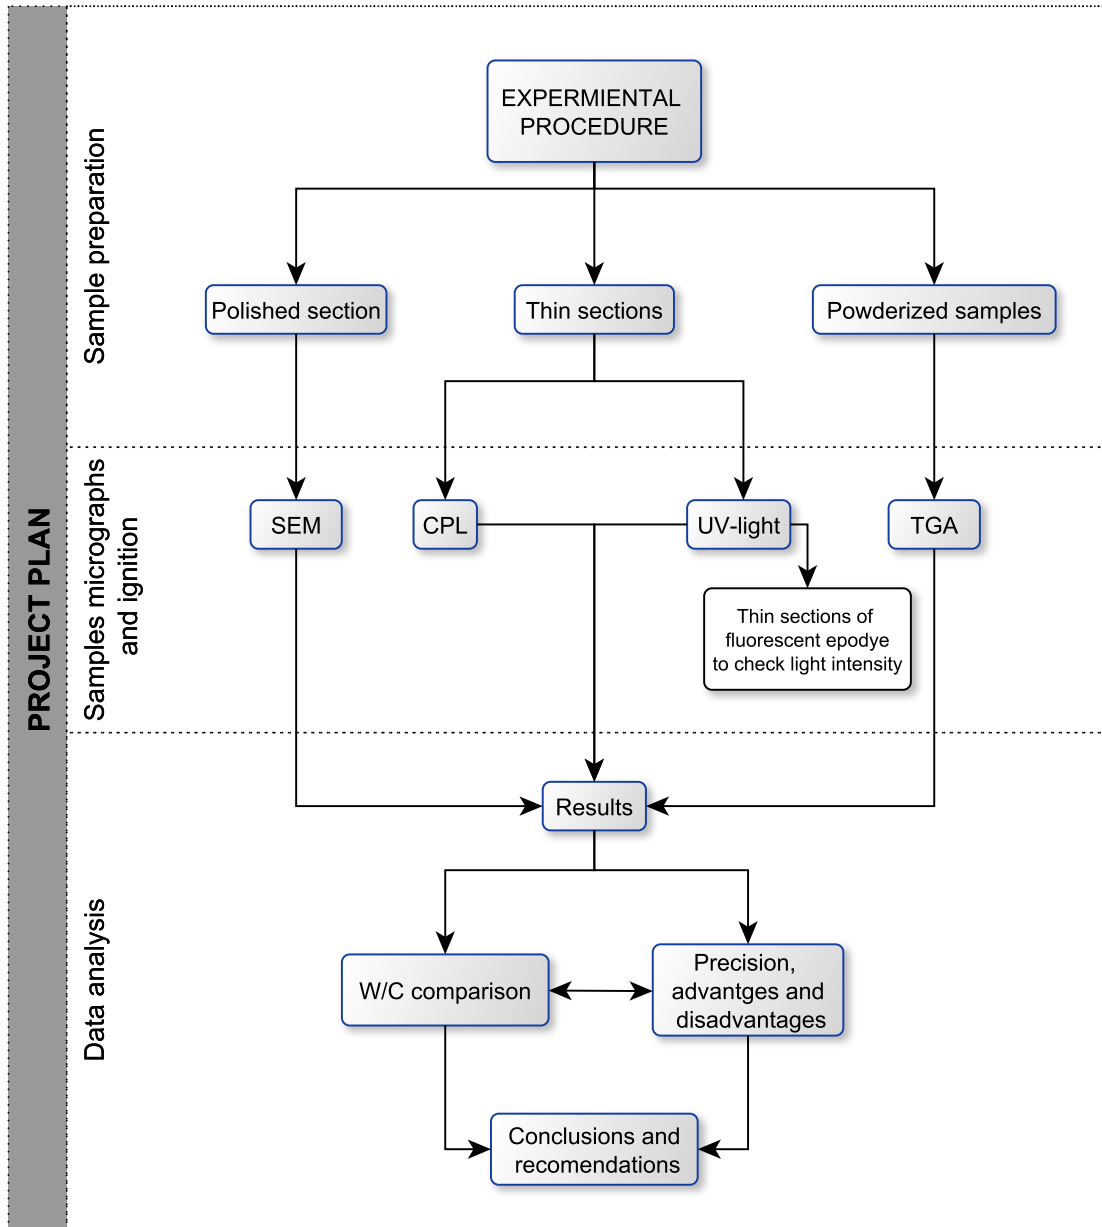 PROJECT PLAN
Sample preparation
EXPERMIENTAL
PROCEDURE
Polished section
Thin sections
Powderized samples
Samples micrographs
and ignition
SEM
CPL
UV-light
TGA
Thin sections of
fluorescent epodye
to check light intensity
Data analysis
Results
W/C comparison
Precision,
advantges and
disadvantages
Conclusions and
recomendations